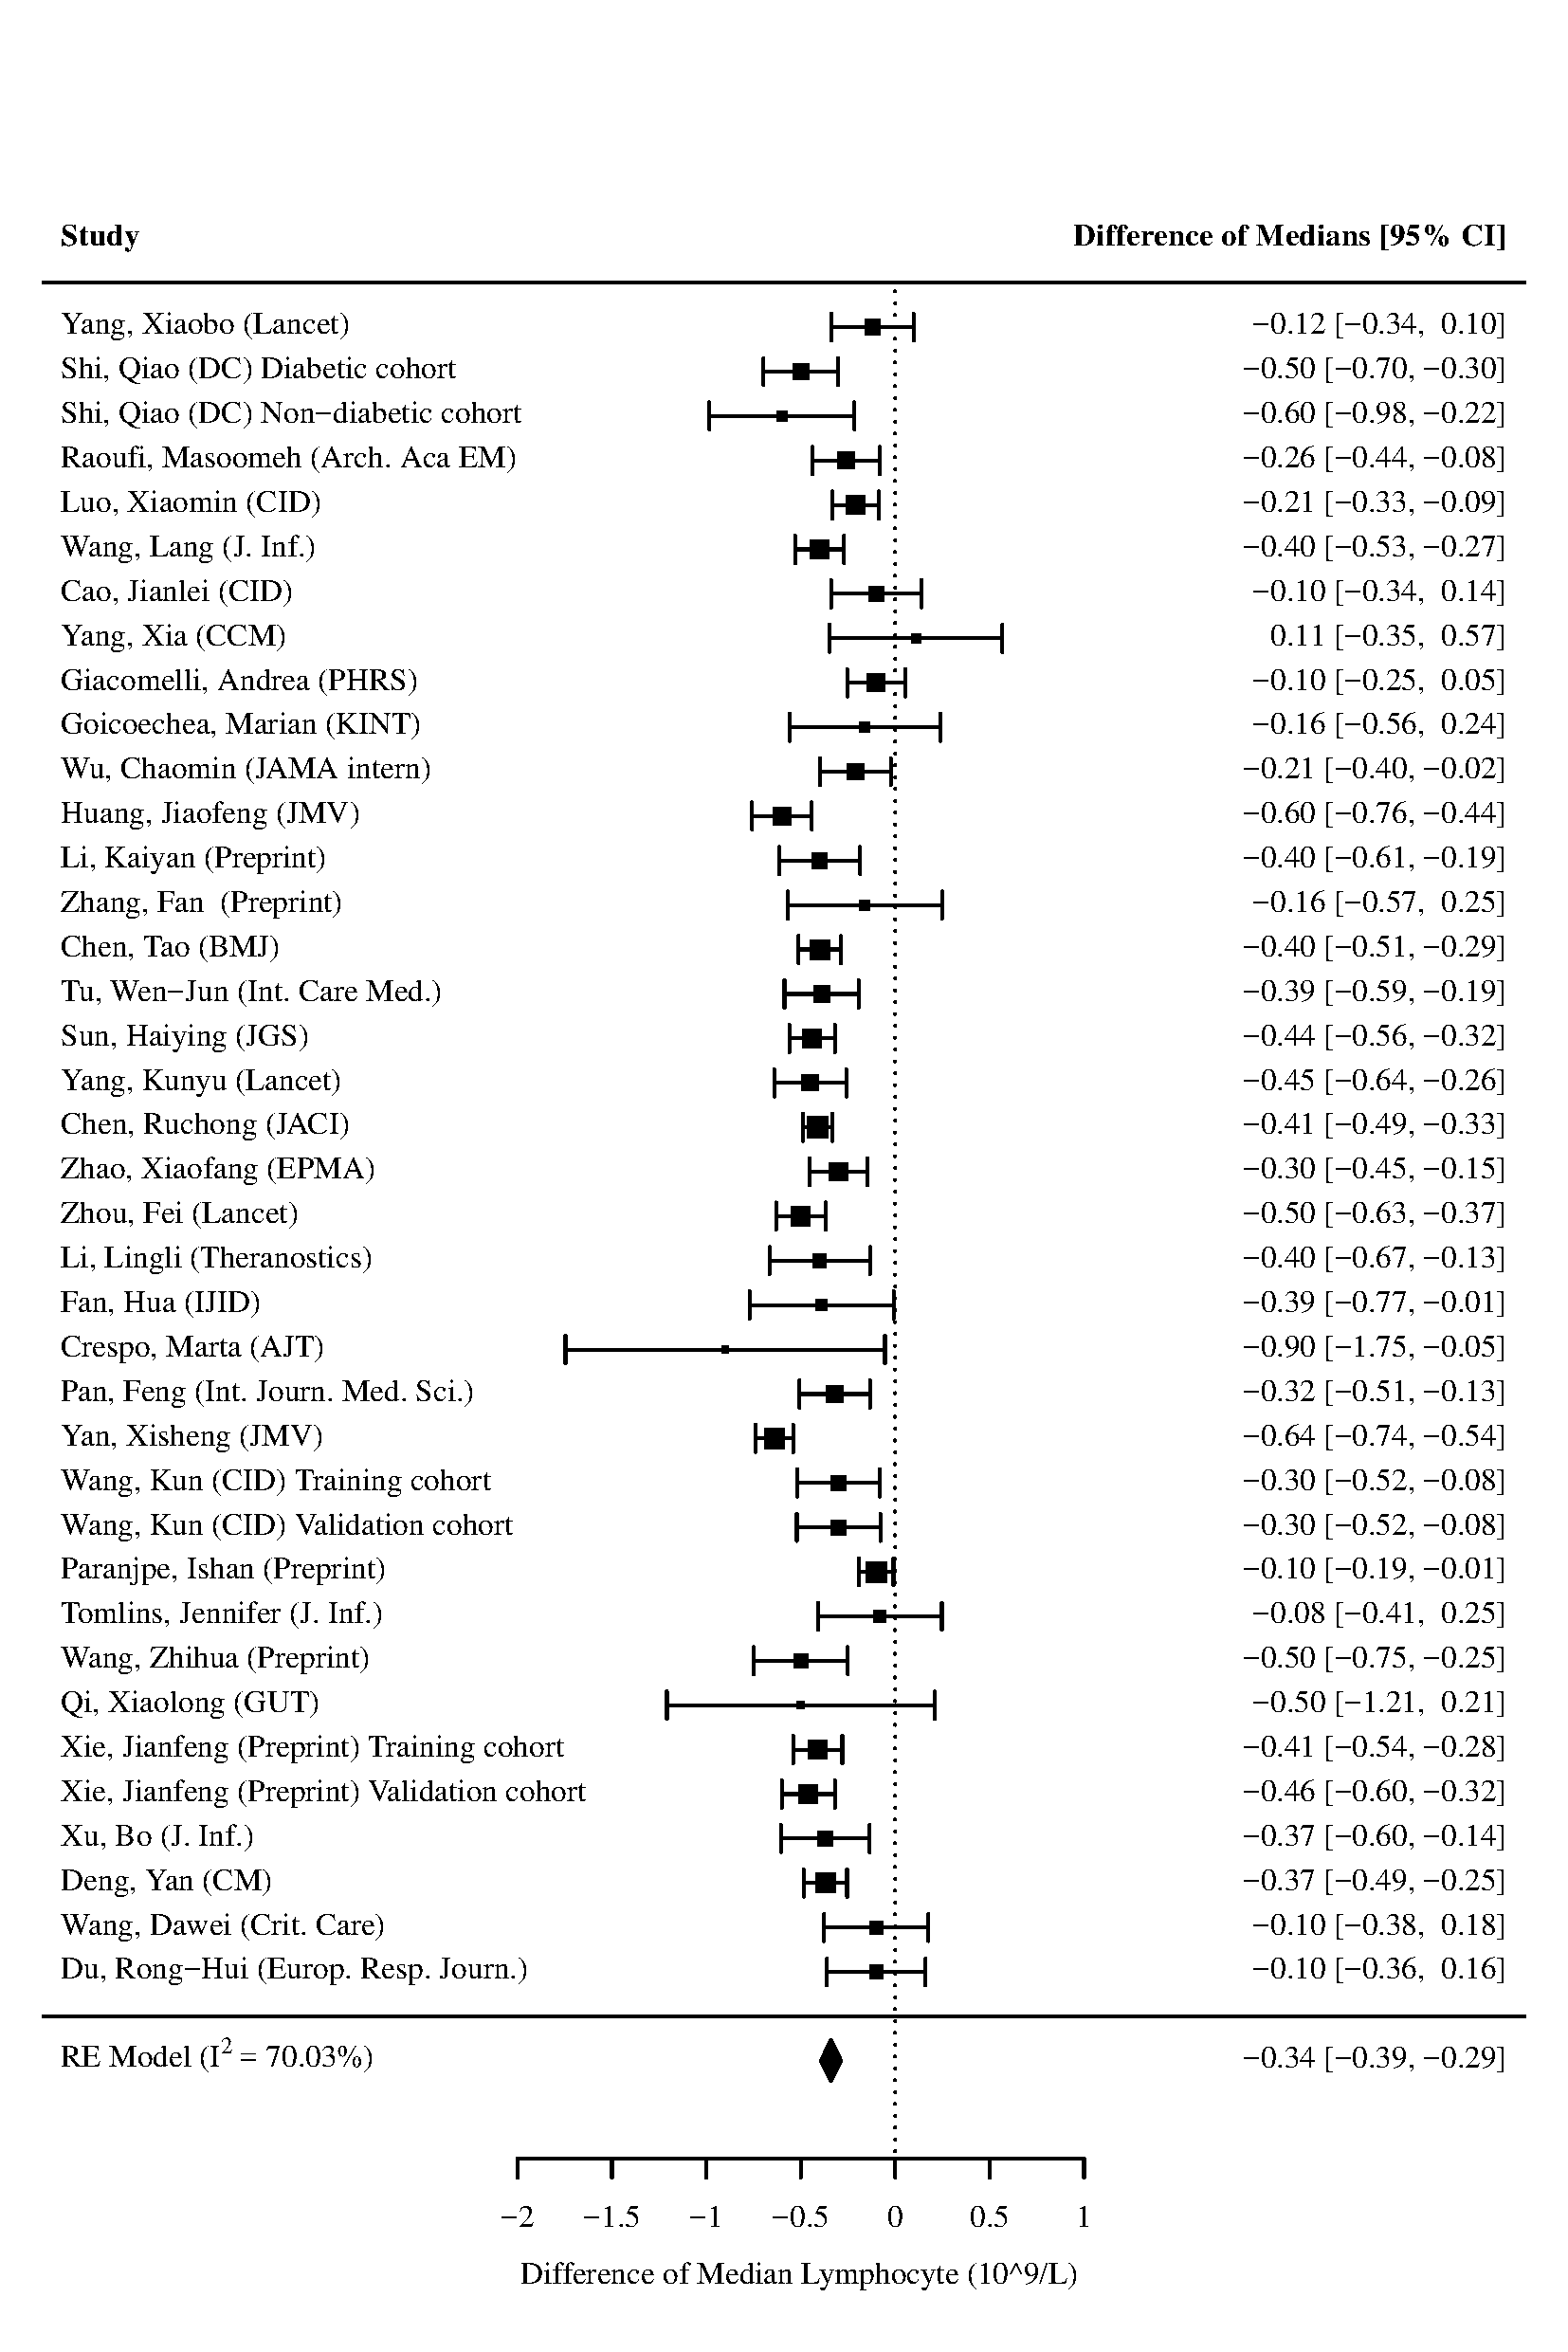 Study Difference of Medians [95% CI]
Yang, Xiaobo (Lancet) −0.12 [−0.34, 0.10]
Shi, Qiao (DC) Diabetic cohort −0.50 [−0.70, −0.30]
Shi, Qiao (DC) Non−diabetic cohort −0.60 [−0.98, −0.22]
Raoufi, Masoomeh (Arch. Aca EM) −0.26 [−0.44, −0.08]
Luo, Xiaomin (CID) −0.21 [−0.33, −0.09]
Wang, Lang (J. Inf.) −0.40 [−0.53, −0.27]
Cao, Jianlei (CID) −0.10 [−0.34, 0.14]
Yang, Xia (CCM) 0.11 [−0.35, 0.57]
Giacomelli, Andrea (PHRS) −0.10 [−0.25, 0.05]
Goicoechea, Marian (KINT) −0.16 [−0.56, 0.24]
Wu, Chaomin (JAMA intern) −0.21 [−0.40, −0.02]
Huang, Jiaofeng (JMV) −0.60 [−0.76, −0.44]
Li, Kaiyan (Preprint) −0.40 [−0.61, −0.19]
Zhang, Fan (Preprint) −0.16 [−0.57, 0.25]
Chen, Tao (BMJ) −0.40 [−0.51, −0.29]
Tu, Wen−Jun (Int. Care Med.) −0.39 [−0.59, −0.19]
Sun, Haiying (JGS) −0.44 [−0.56, −0.32]
Yang, Kunyu (Lancet) −0.45 [−0.64, −0.26]
Chen, Ruchong (JACI) −0.41 [−0.49, −0.33]
Zhao, Xiaofang (EPMA) −0.30 [−0.45, −0.15]
Zhou, Fei (Lancet) −0.50 [−0.63, −0.37]
Li, Lingli (Theranostics) −0.40 [−0.67, −0.13]
Fan, Hua (IJID) −0.39 [−0.77, −0.01]
Crespo, Marta (AJT) −0.90 [−1.75, −0.05]
Pan, Feng (Int. Journ. Med. Sci.) −0.32 [−0.51, −0.13]
Yan, Xisheng (JMV) −0.64 [−0.74, −0.54]
Wang, Kun (CID) Training cohort −0.30 [−0.52, −0.08]
Wang, Kun (CID) Validation cohort −0.30 [−0.52, −0.08]
Paranjpe, Ishan (Preprint) −0.10 [−0.19, −0.01]
Tomlins, Jennifer (J. Inf.) −0.08 [−0.41, 0.25]
Wang, Zhihua (Preprint) −0.50 [−0.75, −0.25]
Qi, Xiaolong (GUT) −0.50 [−1.21, 0.21]
Xie, Jianfeng (Preprint) Training cohort −0.41 [−0.54, −0.28]
Xie, Jianfeng (Preprint) Validation cohort −0.46 [−0.60, −0.32]
Xu, Bo (J. Inf.) −0.37 [−0.60, −0.14]
Deng, Yan (CM) −0.37 [−0.49, −0.25]
Wang, Dawei (Crit. Care) −0.10 [−0.38, 0.18]
Du, Rong−Hui (Europ. Resp. Journ.) −0.10 [−0.36, 0.16]
RE Model (I² = 70.03%) −0.34 [−0.39, −0.29]
−2 −1.5 −1 −0.5 0 0.5 1
Difference of Median Lymphocyte (10^9/L)